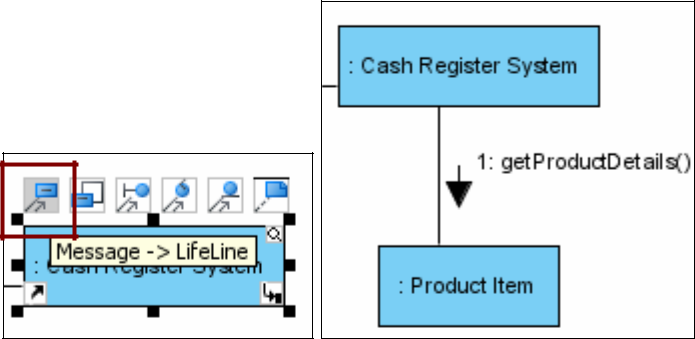 Message -> LifeLine
: Cash Register System
: Cash Register System
1: getProductDetails()
: Product Item